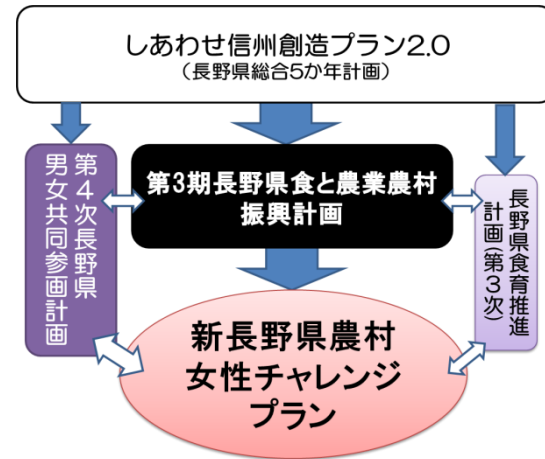 しあわせ信州創造プラン2.0
（長野県総合5か年計画）
第4次長野県
男女共同参画計画
第3期長野県食と農業農村
振興計画
長野県食育推進
計画(第3次)
新長野県農村
女性チャレンジ
プラン